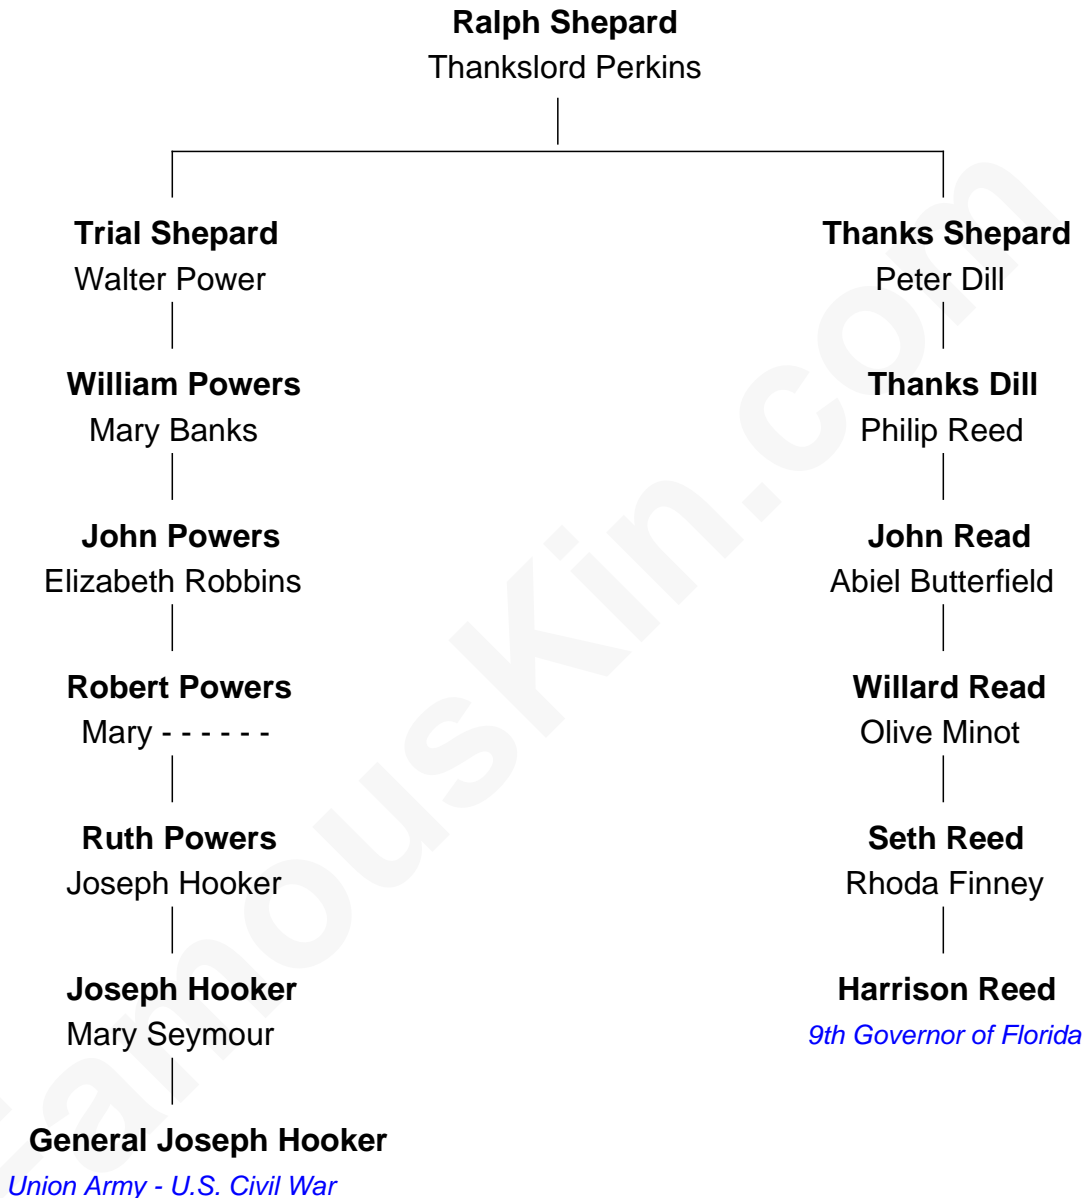 Ralph Shepard
Thankslord Perkins
Trial Shepard
Walter Power
Thanks Shepard
Peter Dill
William Powers
Mary Banks
Thanks Dill
Philip Reed
John Powers
Elizabeth Robbins
John Read
Abiel Butterfield
Robert Powers
Mary - - - - - -
Willard Read
Olive Minot
Ruth Powers
Joseph Hooker
Seth Reed
Rhoda Finney
Joseph Hooker
Mary Seymour
Harrison Reed
9th Governor of Florida
General Joseph Hooker
Union Army - U.S. Civil War
FamousKin.com